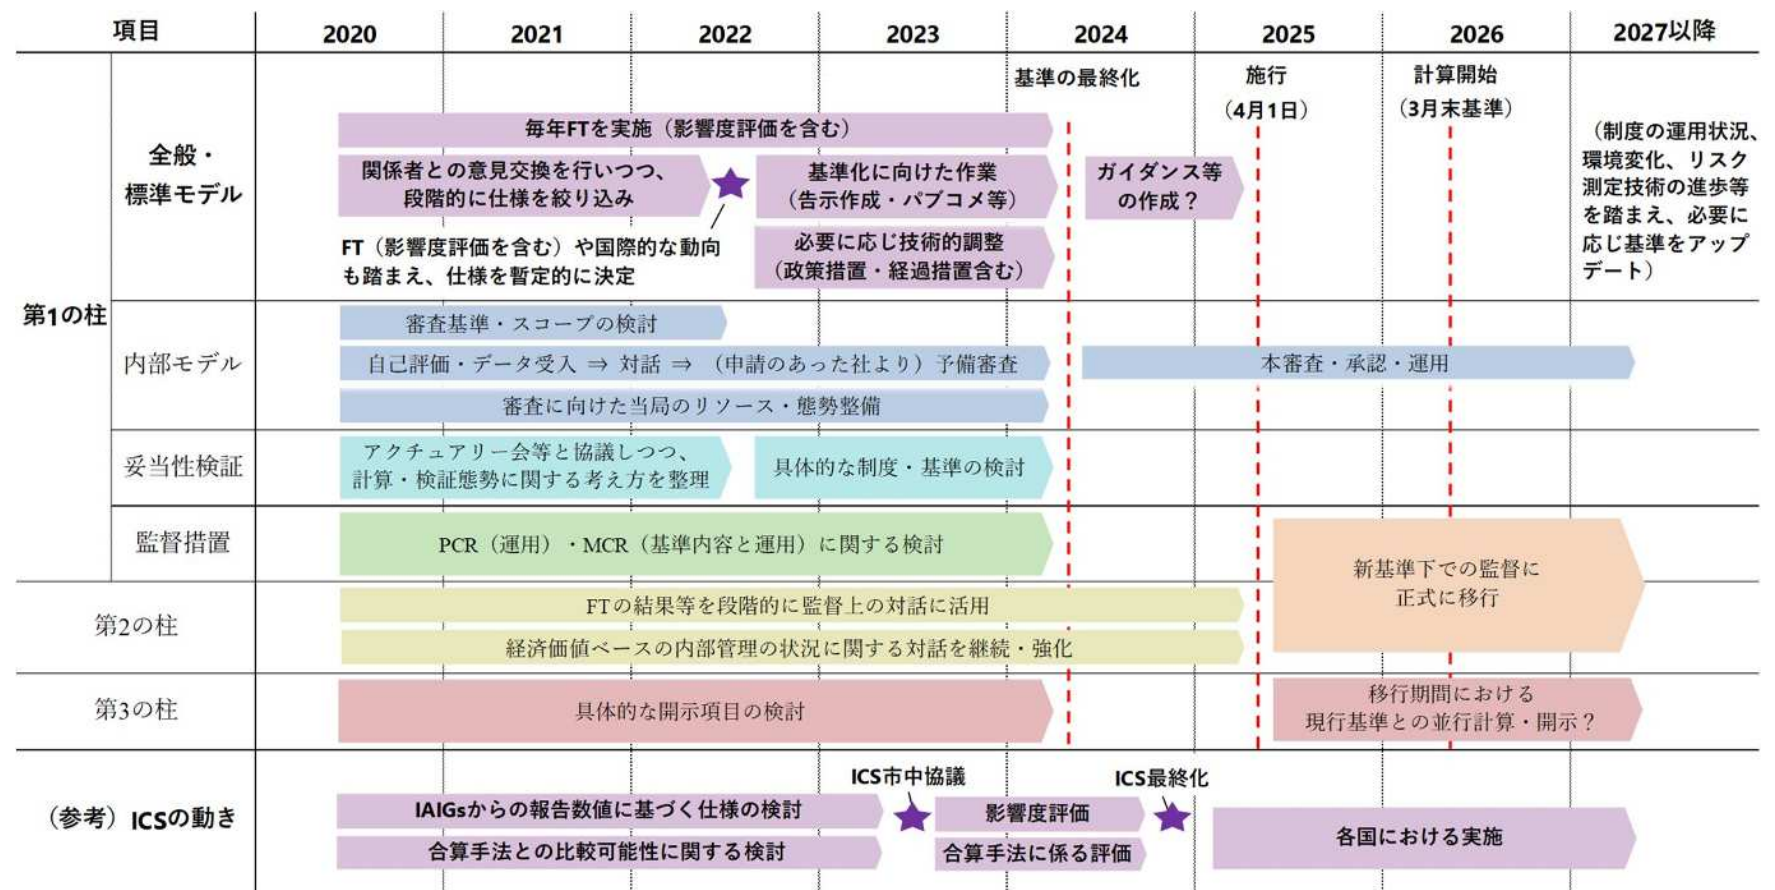 項目
2020
2021
2022
2023
2024
2025
2026
2027以降
基準の最終化
施行
（4月1日）
計算開始
（3月末基準）
第1の柱
全般・
標準モデル
毎年FTを実施（影響度評価を含む）
関係者との意見交換を行いつつ、
段階的に仕様を絞り込み
FT（影響度評価を含む）や国際的な動向
も踏まえ、仕様を暫定的に決定
基準化に向けた作業
（告示作成・パブコメ等）
必要に応じ技術的調整
（政策措置・経過措置含む）
ガイダンス等
の作成？
（制度の運用状況、
環境変化、リスク
測定技術の進歩等
を踏まえ、必要に
応じ基準をアップ
デート）
内部モデル
審査基準・スコープの検討
自己評価・データ受入 ⇒ 対話 ⇒ （申請のあった社より）予備審査
本審査・承認・運用
審査に向けた当局のリソース・態勢整備
妥当性検証
アクチュアリー会等と協議しつつ、
計算・検証態勢に関する考え方を整理
具体的な制度・基準の検討
監督措置
PCR（運用）・MCR（基準内容と運用）に関する検討
新基準下での監督に
正式に移行
第2の柱
FTの結果等を段階的に監督上の対話に活用
経済価値ベースの内部管理の状況に関する対話を継続・強化
第3の柱
具体的な開示項目の検討
移行期間における
現行基準との並行計算・開示？
（参考）ICSの動き
ICS市中協議
ICS最終化
IAIGsからの報告数値に基づく仕様の検討
合算手法との比較可能性に関する検討
影響度評価
合算手法に係る評価
各国における実施